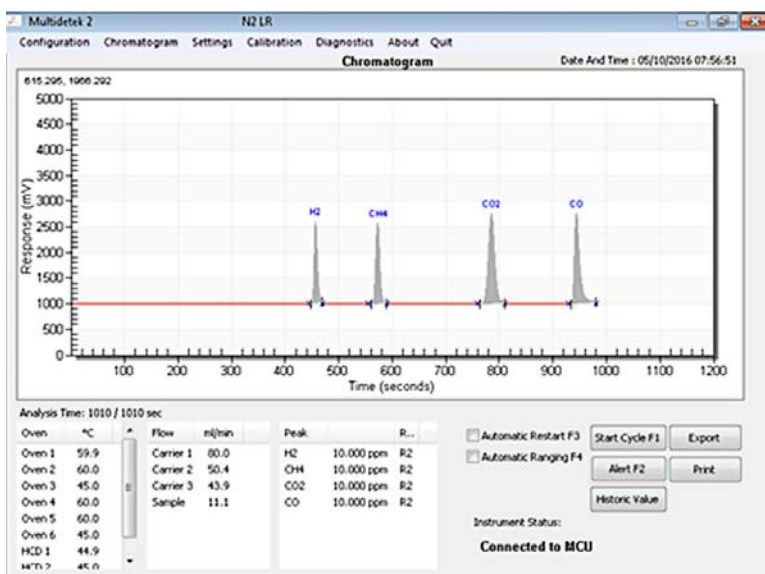 Multidetek 2 N2 LR
Configuration Chromatogram Settings Calibration Diagnostics About Quit
Chromatogram Date And Time : 05/10/2016 07:56:51
615.295, 1966.292
5000
4500
4000
3500
3000
2500
2000
1500
1000
500
0
Response (mV)
H2 CH4 CO2 CO
100 200 300 400 500 600 700 800 900 1000 1100 1200
Time (seconds)
Analysis Time: 1010 / 1010 sec
Oven °C
Oven 1 59.9
Oven 2 60.0
Oven 3 45.0
Oven 4 60.0
Oven 5 60.0
Oven 6 45.0
HCD 1 44.9
HCD 2 45.0
Flow ml/min
Carrier 1 80.0
Carrier 2 50.4
Carrier 3 43.9
Sample 11.1
Peak R...
H2 10.000 ppm R2
CH4 10.000 ppm R2
CO2 10.000 ppm R2
CO 10.000 ppm R2
Automatic Restart F3
Automatic Ranging F4
Start Cycle F1 Export
Alert F2 Print
Historic Value
Instrument Status:
Connected to MCU